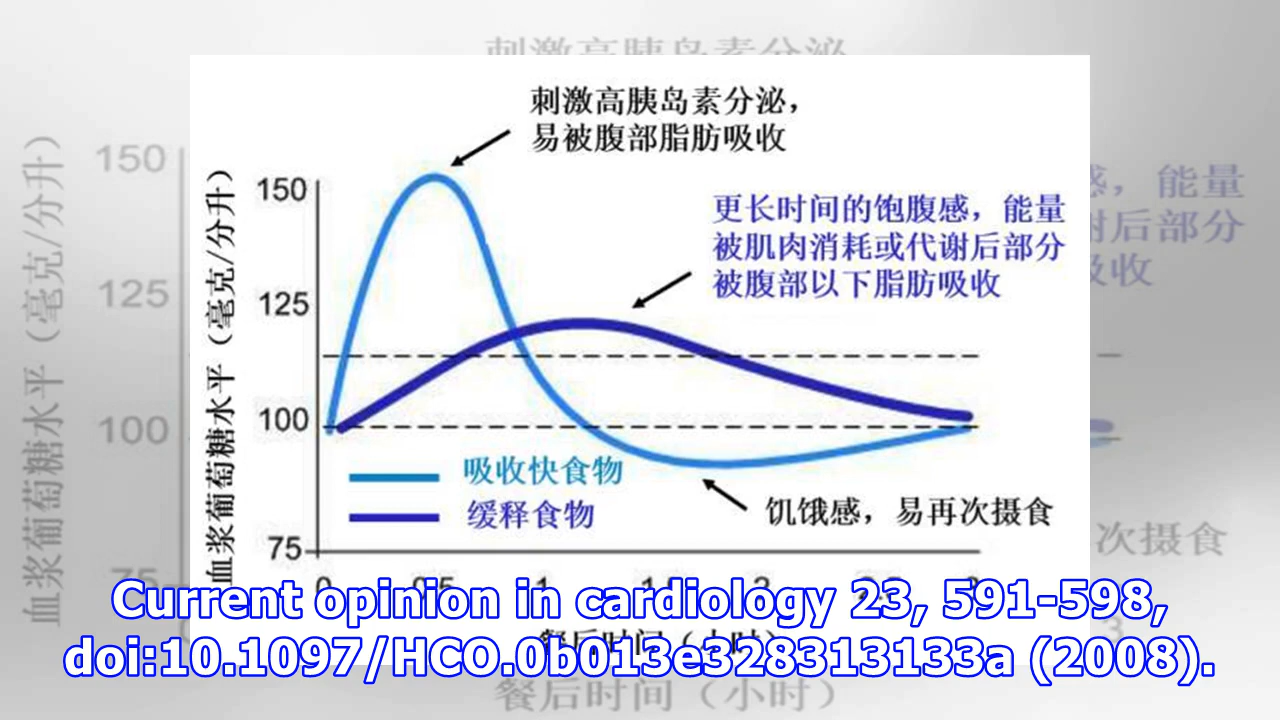 刺激高胰岛素分泌，
易被腹部脂肪吸收
更长时间的饱腹感，能量
被肌肉消耗或代谢后部分
被腹部以下脂肪吸收
血浆葡萄糖水平（毫克/分升）
150
125
100
75
吸收快食物
缓释食物
饥饿感，易再次摄食
餐后时间（小时）
Current opinion in cardiology 23, 591-598,
doi:10.1097/HCO.0b013e328313133a (2008).